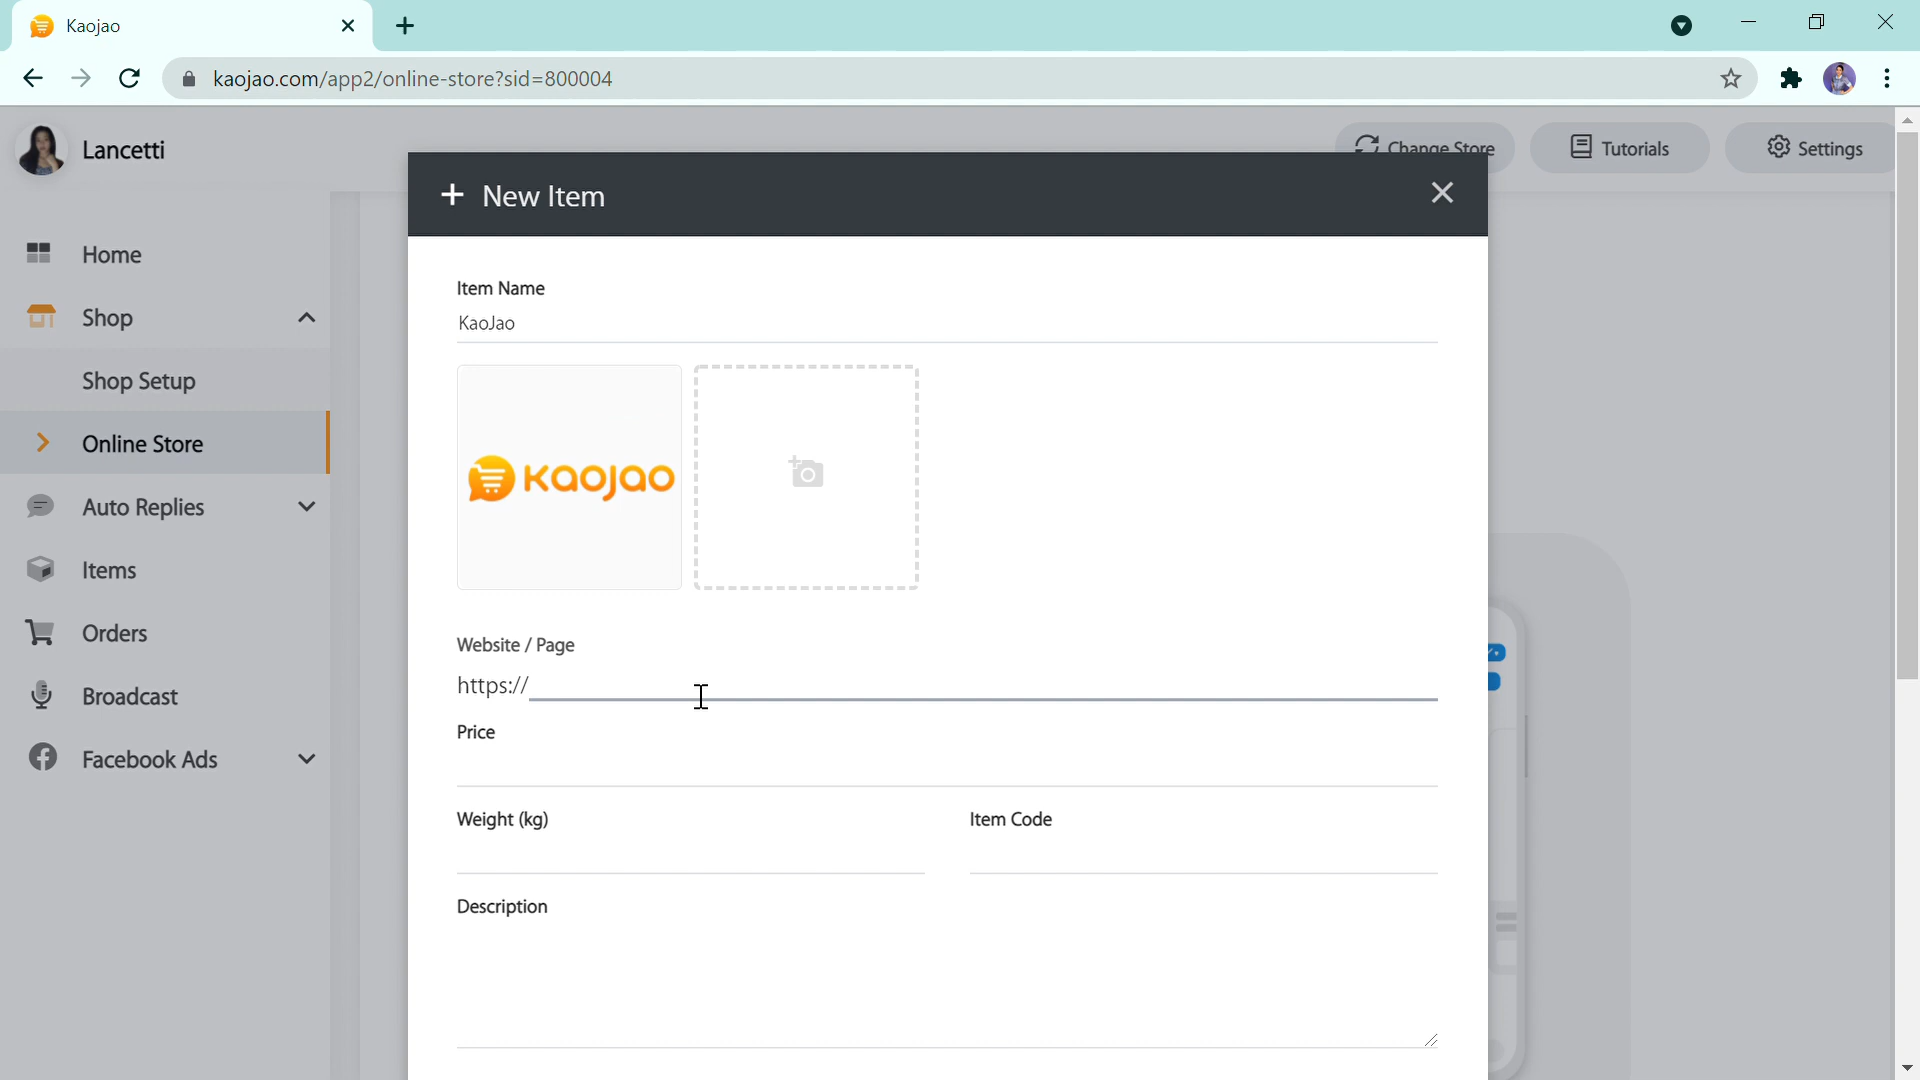 Kaojao
kaojao.com/app2/online-store?sid=800004
Lancetti
Change Store
Tutorials
Settings
New Item
Home
Shop
Shop Setup
Online Store
Auto Replies
Items
Orders
Broadcast
Facebook Ads
Item Name
KaoJao
KaoJao
Website / Page
https://
Price
Weight (kg)
Item Code
Description